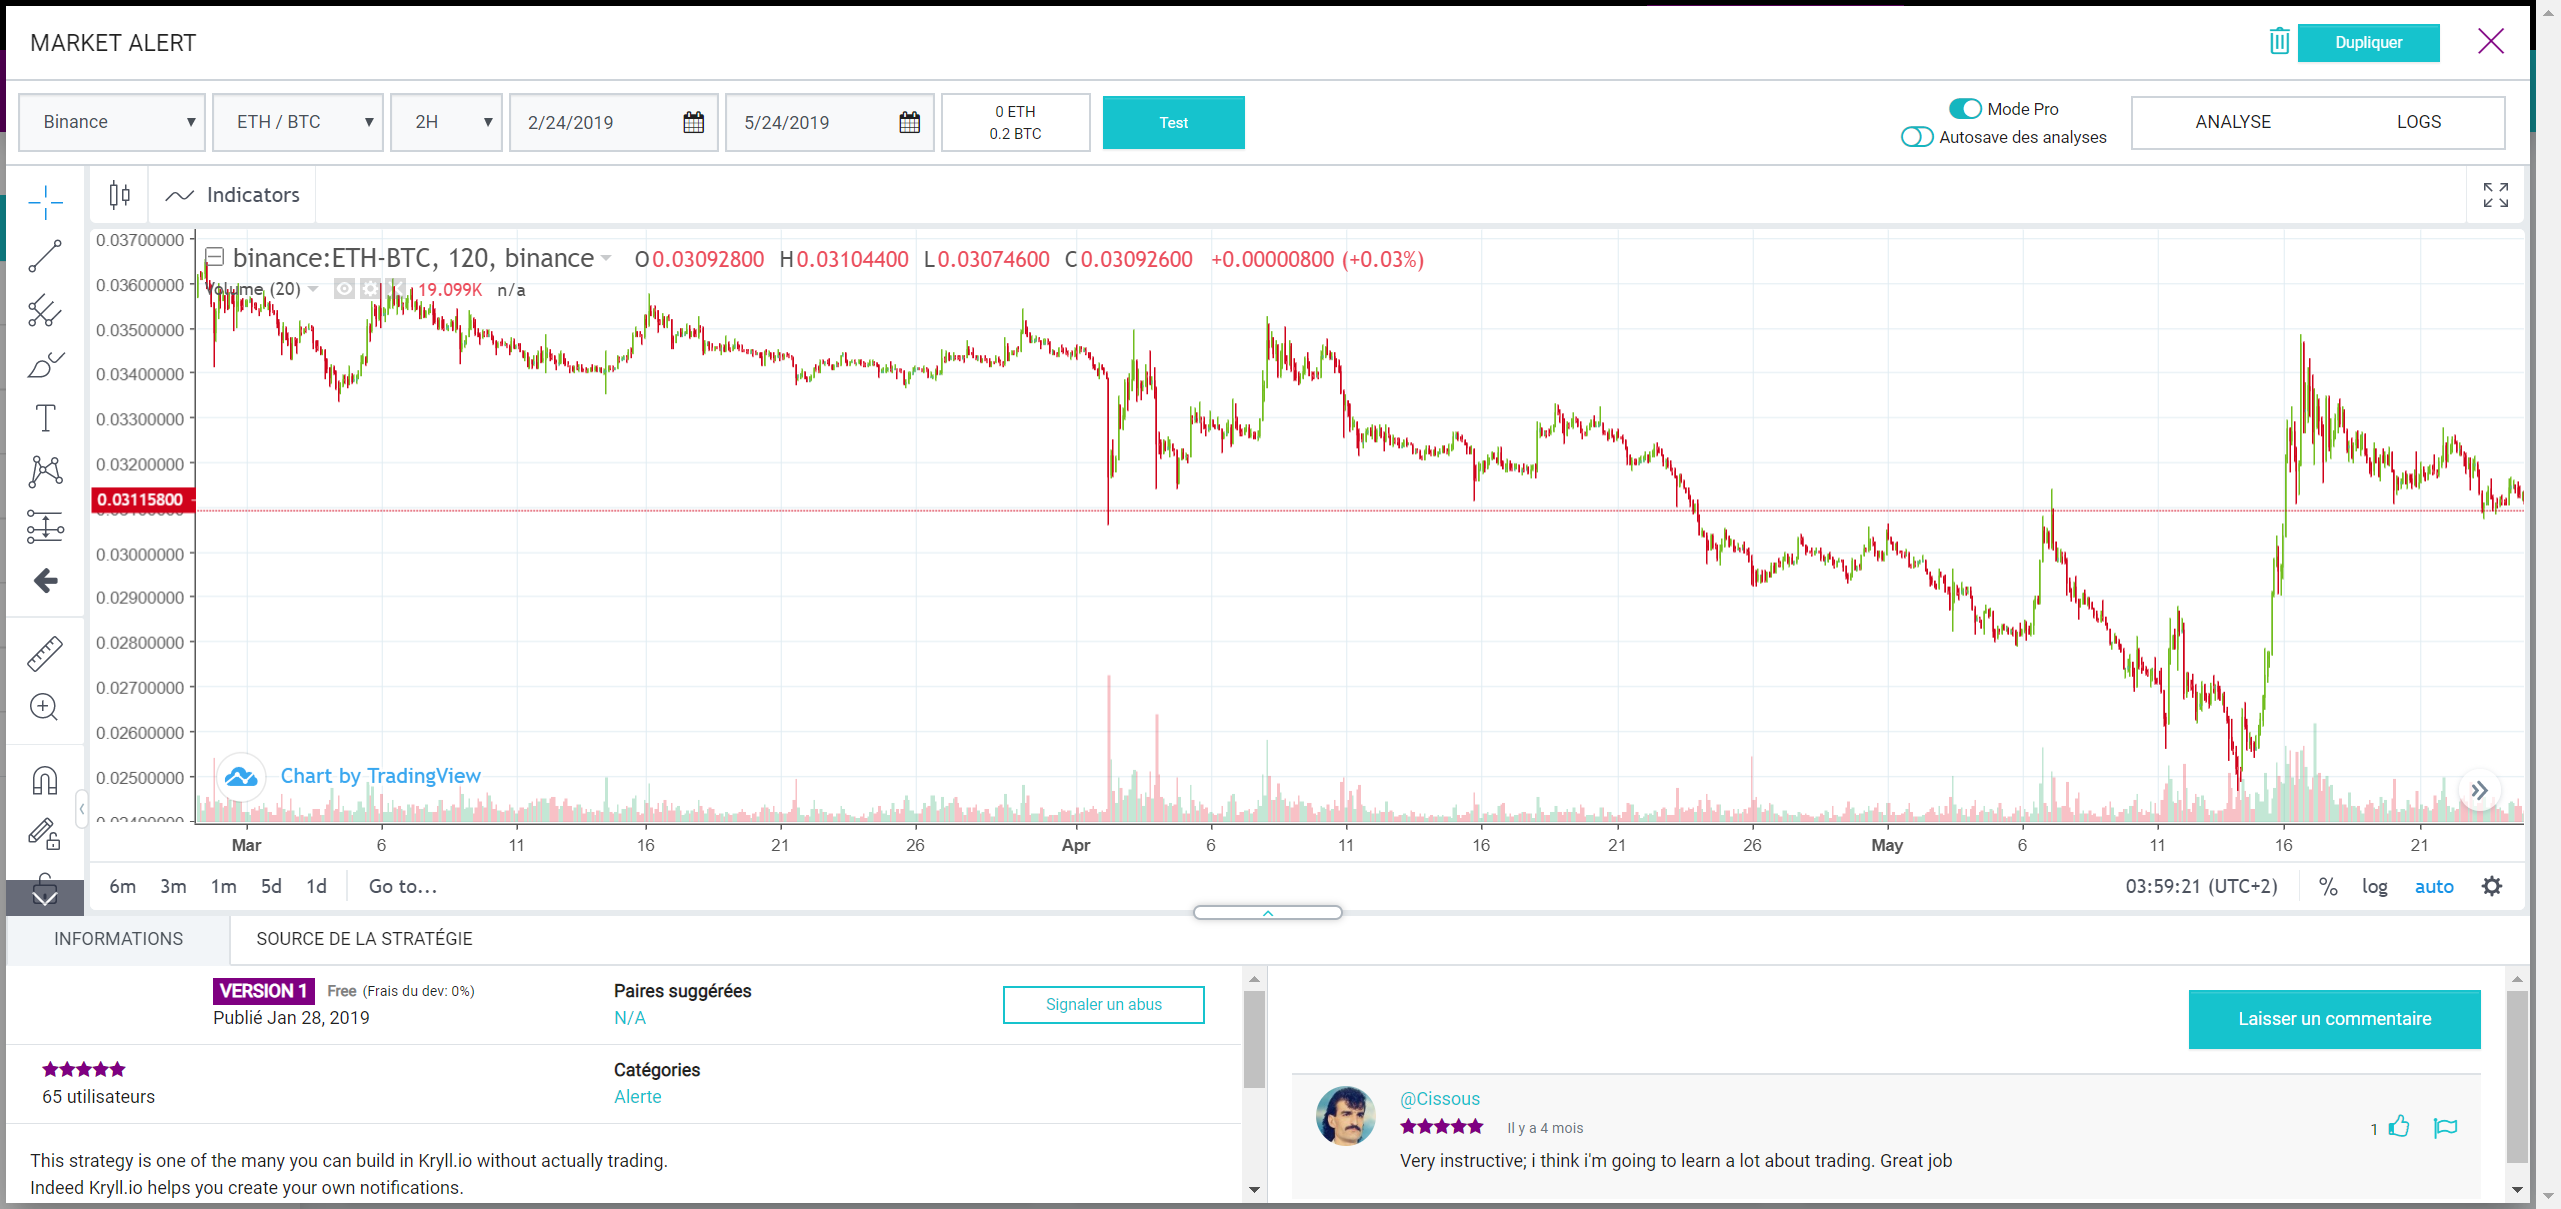 MARKET ALERT
Dupliquer
Binance
ETH / BTC
2H
2/24/2019
5/24/2019
0 ETH
0.2 BTC
Test
Mode Pro
Autosave des analyses
ANALYSE
LOGS
Indicators
binance:ETH-BTC, 120, binance O0.03092800 H0.03104400 L0.03074600 C0.03092600 +0.00000800 (+0.03%)
Volume (20) 19.099K n/a
0.03700000
0.03600000
0.03500000
0.03400000
0.03300000
0.03200000
0.03115800
0.03000000
0.02900000
0.02800000
0.02700000
0.02600000
0.02500000
0.02400000
Chart by TradingView
Mar 6 11 16 21 26 Apr 6 11 16 21 26 May 6 11 16 21
6m 3m 1m 5d 1d Go to...
03:59:21 (UTC+2) % log auto
INFORMATIONS
SOURCE DE LA STRATÉGIE
VERSION 1 Free (Frais du dev: 0%)
Publié Jan 28, 2019
Paires suggérées
N/A
Signaler un abus
65 utilisateurs
Catégories
Alerte
This strategy is one of the many you can build in Kryll.io without actually trading.
Indeed Kryll.io helps you create your own notifications.
Laisser un commentaire
@Cissous
Il y a 4 mois
1
Very instructive; i think i'm going to learn a lot about trading. Great job